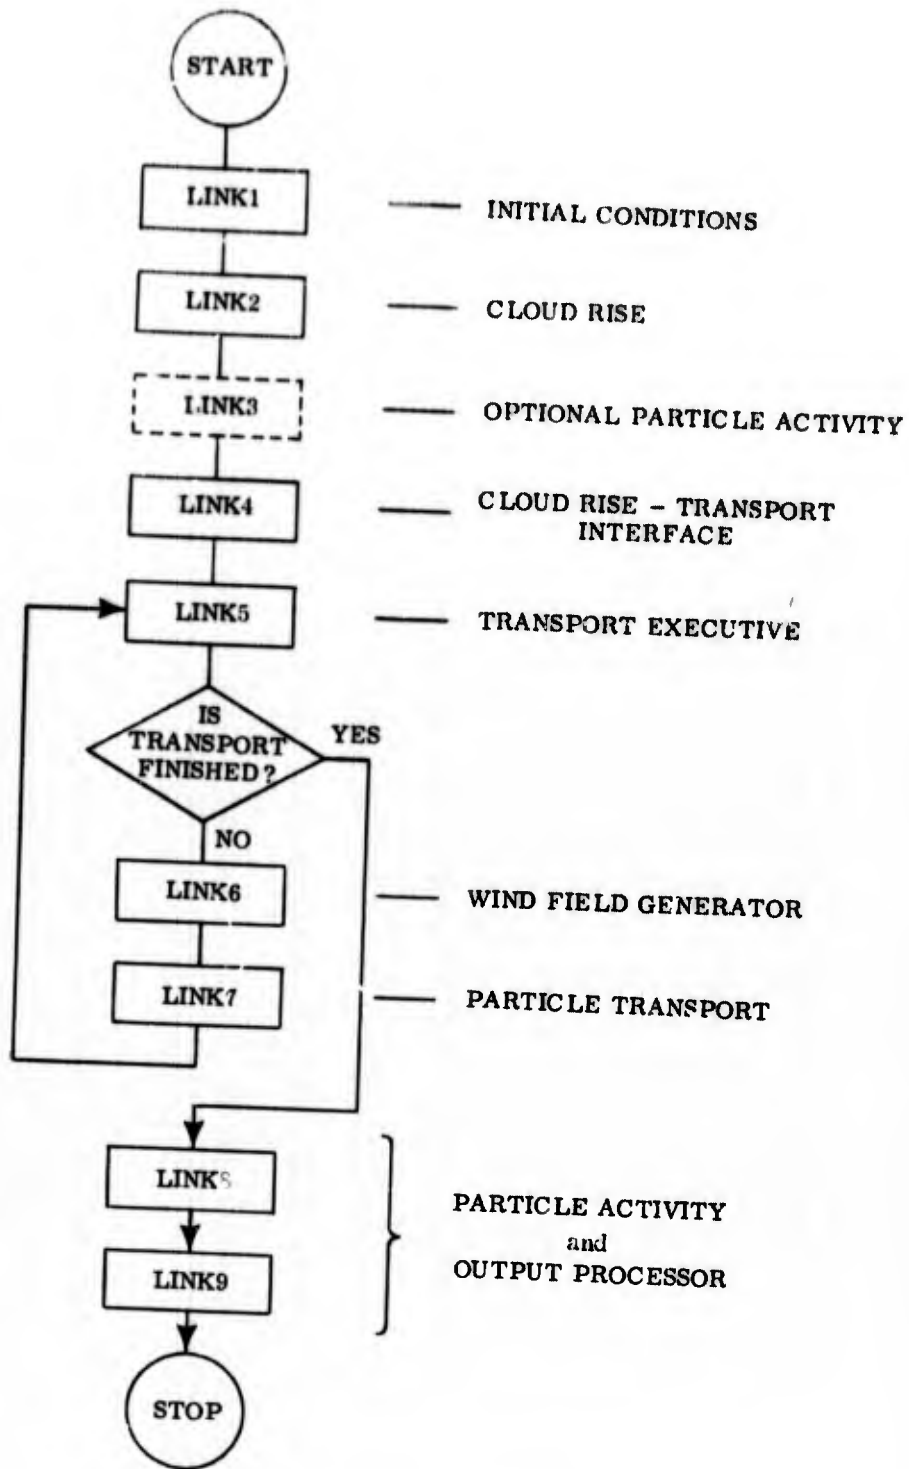 START
LINK1
INITIAL CONDITIONS
LINK2
CLOUD RISE
LINK3
OPTIONAL PARTICLE ACTIVITY
LINK4
CLOUD RISE – TRANSPORT
INTERFACE
LINK5
TRANSPORT EXECUTIVE
IS
TRANSPORT
FINISHED?
YES
NO
LINK6
WIND FIELD GENERATOR
LINK7
PARTICLE TRANSPORT
LINK8
PARTICLE ACTIVITY
and
OUTPUT PROCESSOR
LINK9
STOP